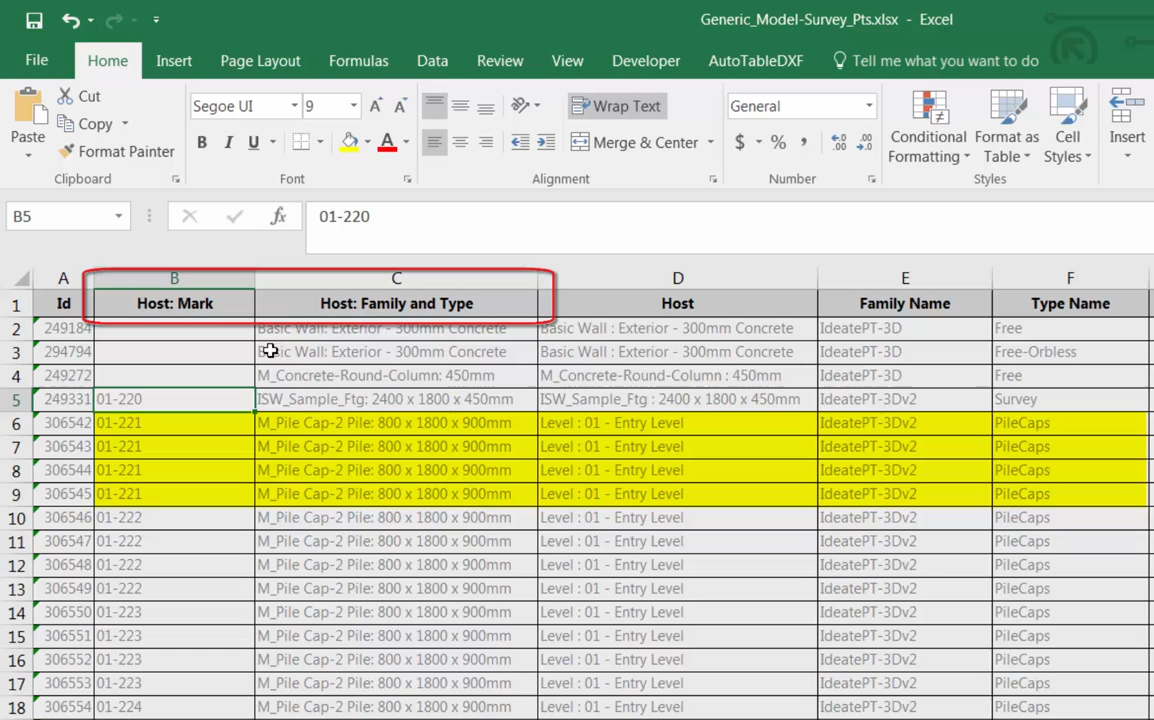 Generic_Model-Survey_Pts.xlsx - Excel
File Home Insert Page Layout Formulas Data Review View Developer AutoTableDXF Tell me what you want to do
Paste Cut Copy Format Painter
Segoe UI 9 B I U A
Wrap Text Merge & Center
General $ %
Conditional Formatting Format as Table Cell Styles Insert
Clipboard Font Alignment Number Styles
B5 fx 01-220
A B C D E F
1 Id Host: Mark Host: Family and Type Host Family Name Type Name
2 249184 Basic Wall: Exterior - 300mm Concrete Basic Wall : Exterior - 300mm Concrete IdeatePT-3D Free
3 294794 Basic Wall: Exterior - 300mm Concrete Basic Wall : Exterior - 300mm Concrete IdeatePT-3D Free-Orbless
4 249272 M_Concrete-Round-Column: 450mm M_Concrete-Round-Column : 450mm IdeatePT-3D Free
5 249331 01-220 ISW_Sample_Ftg: 2400 x 1800 x 450mm ISW_Sample_Ftg : 2400 x 1800 x 450mm IdeatePT-3D Survey
6 306542 01-221 M_Pile Cap-2 Pile: 800 x 1800 x 900mm Level : 01 - Entry Level IdeatePT-3Dv2 PileCaps
7 306543 01-221 M_Pile Cap-2 Pile: 800 x 1800 x 900mm Level : 01 - Entry Level IdeatePT-3Dv2 PileCaps
8 306544 01-221 M_Pile Cap-2 Pile: 800 x 1800 x 900mm Level : 01 - Entry Level IdeatePT-3Dv2 PileCaps
9 306545 01-221 M_Pile Cap-2 Pile: 800 x 1800 x 900mm Level : 01 - Entry Level IdeatePT-3Dv2 PileCaps
10 306546 01-222 M_Pile Cap-2 Pile: 800 x 1800 x 900mm Level : 01 - Entry Level IdeatePT-3Dv2 PileCaps
11 306547 01-222 M_Pile Cap-2 Pile: 800 x 1800 x 900mm Level : 01 - Entry Level IdeatePT-3Dv2 PileCaps
12 306548 01-222 M_Pile Cap-2 Pile: 800 x 1800 x 900mm Level : 01 - Entry Level IdeatePT-3Dv2 PileCaps
13 306549 01-222 M_Pile Cap-2 Pile: 800 x 1800 x 900mm Level : 01 - Entry Level IdeatePT-3Dv2 PileCaps
14 306550 01-223 M_Pile Cap-2 Pile: 800 x 1800 x 900mm Level : 01 - Entry Level IdeatePT-3Dv2 PileCaps
15 306551 01-223 M_Pile Cap-2 Pile: 800 x 1800 x 900mm Level : 01 - Entry Level IdeatePT-3Dv2 PileCaps
16 306552 01-223 M_Pile Cap-2 Pile: 800 x 1800 x 900mm Level : 01 - Entry Level IdeatePT-3Dv2 PileCaps
17 306553 01-223 M_Pile Cap-2 Pile: 800 x 1800 x 900mm Level : 01 - Entry Level IdeatePT-3Dv2 PileCaps
18 306554 01-224 M_Pile Cap-2 Pile: 800 x 1800 x 900mm Level : 01 - Entry Level IdeatePT-3Dv2 PileCaps